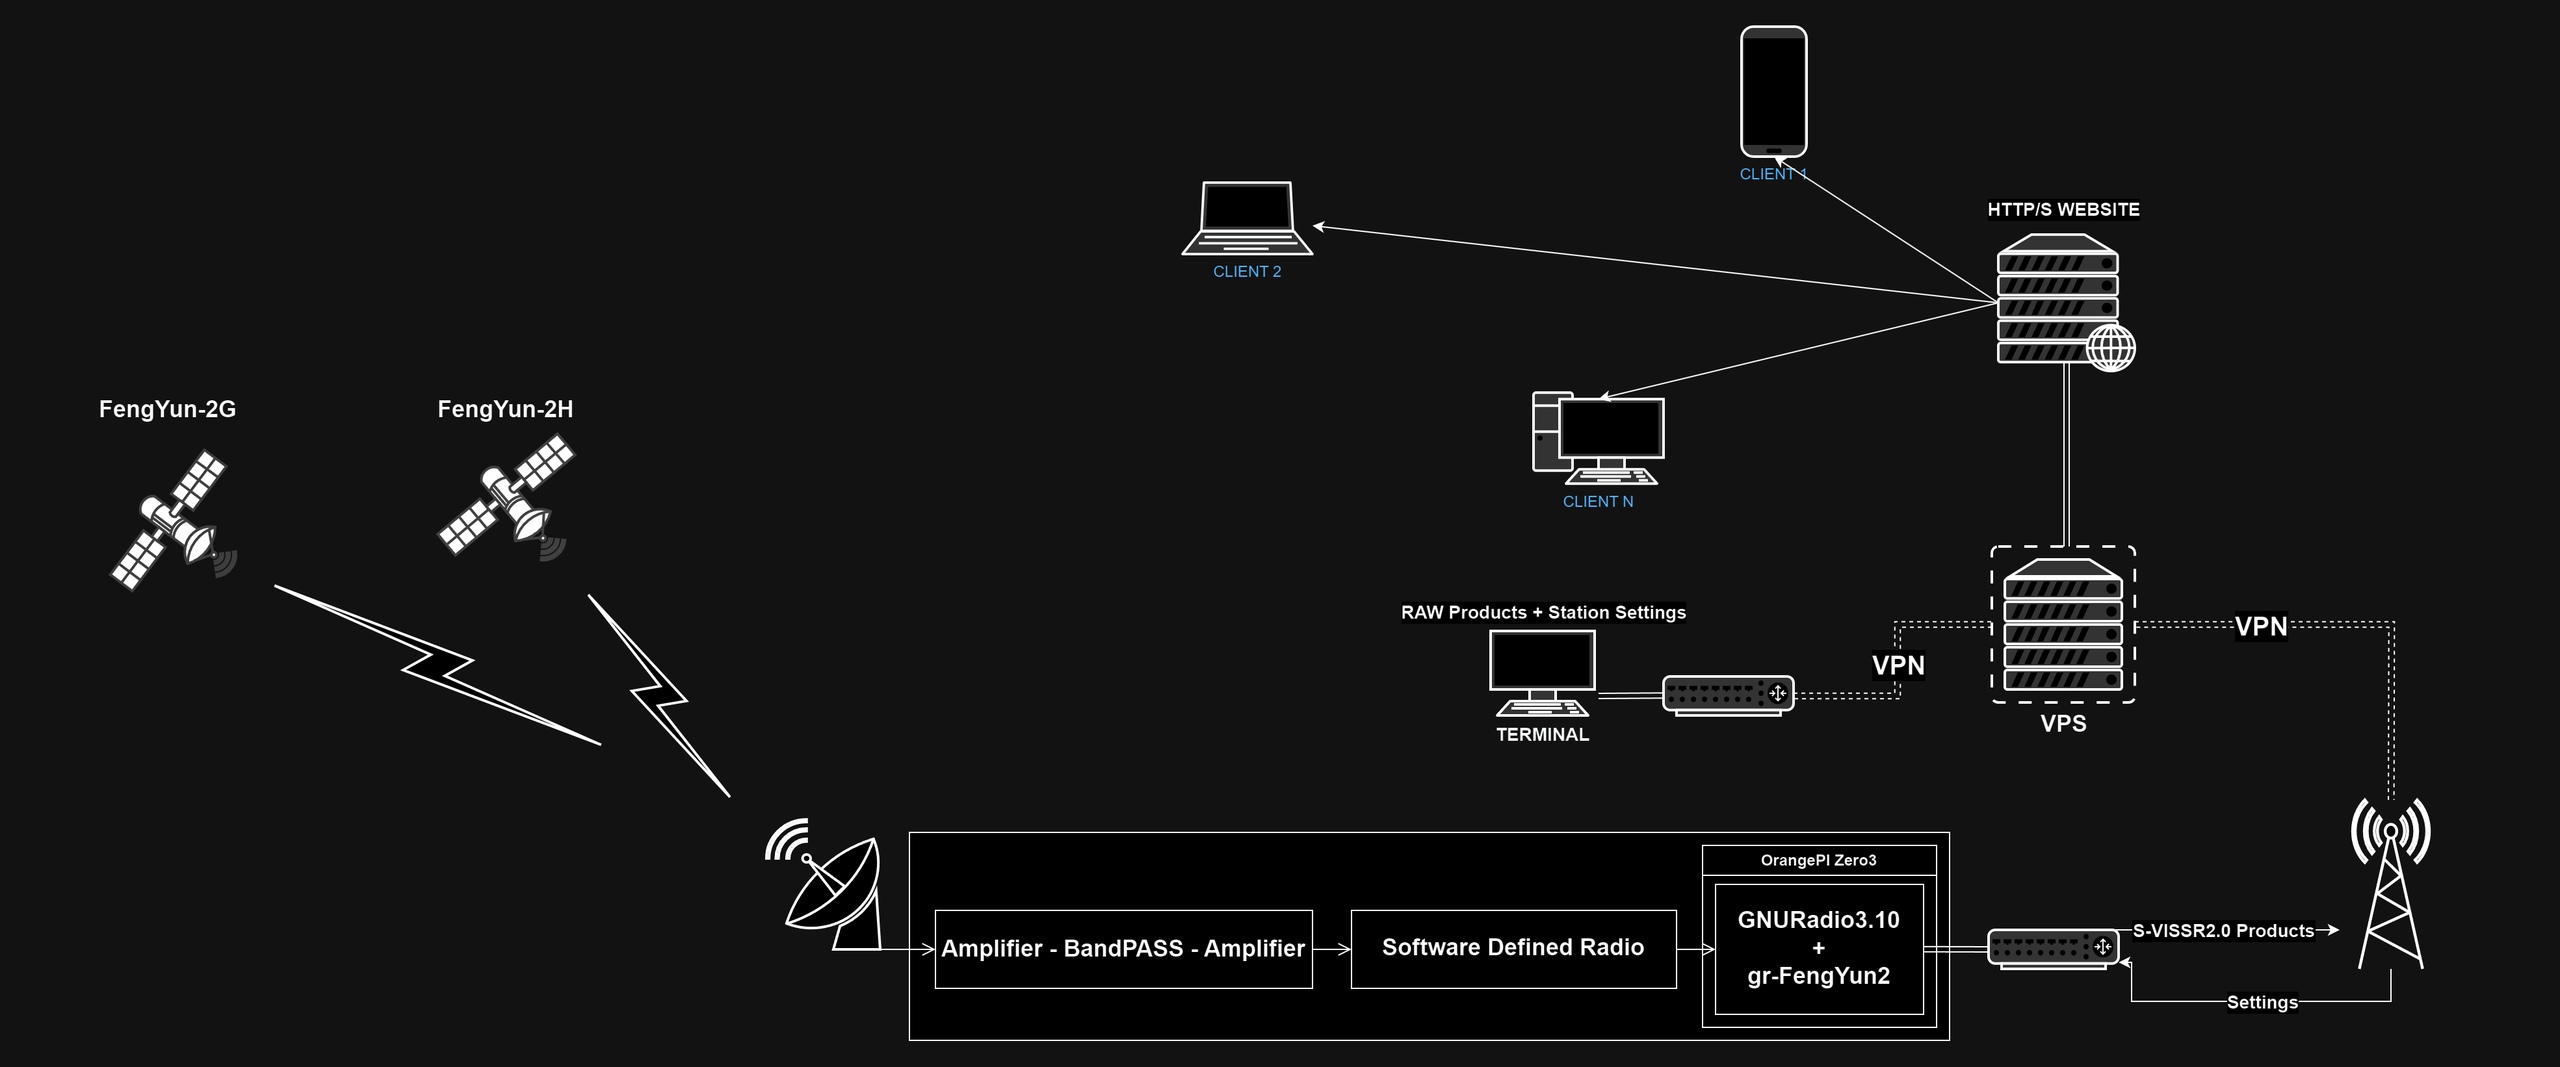 CLIENT 1
HTTP/S WEBSITE
CLIENT 2
FengYun-2G
FengYun-2H
CLIENT N
RAW Products + Station Settings
VPN
VPN
TERMINAL
VPS
OrangePI Zero3
Amplifier - BandPASS - Amplifier
Software Defined Radio
GNURadio3.10
+
gr-FengYun2
S-VISSR2.0 Products
Settings